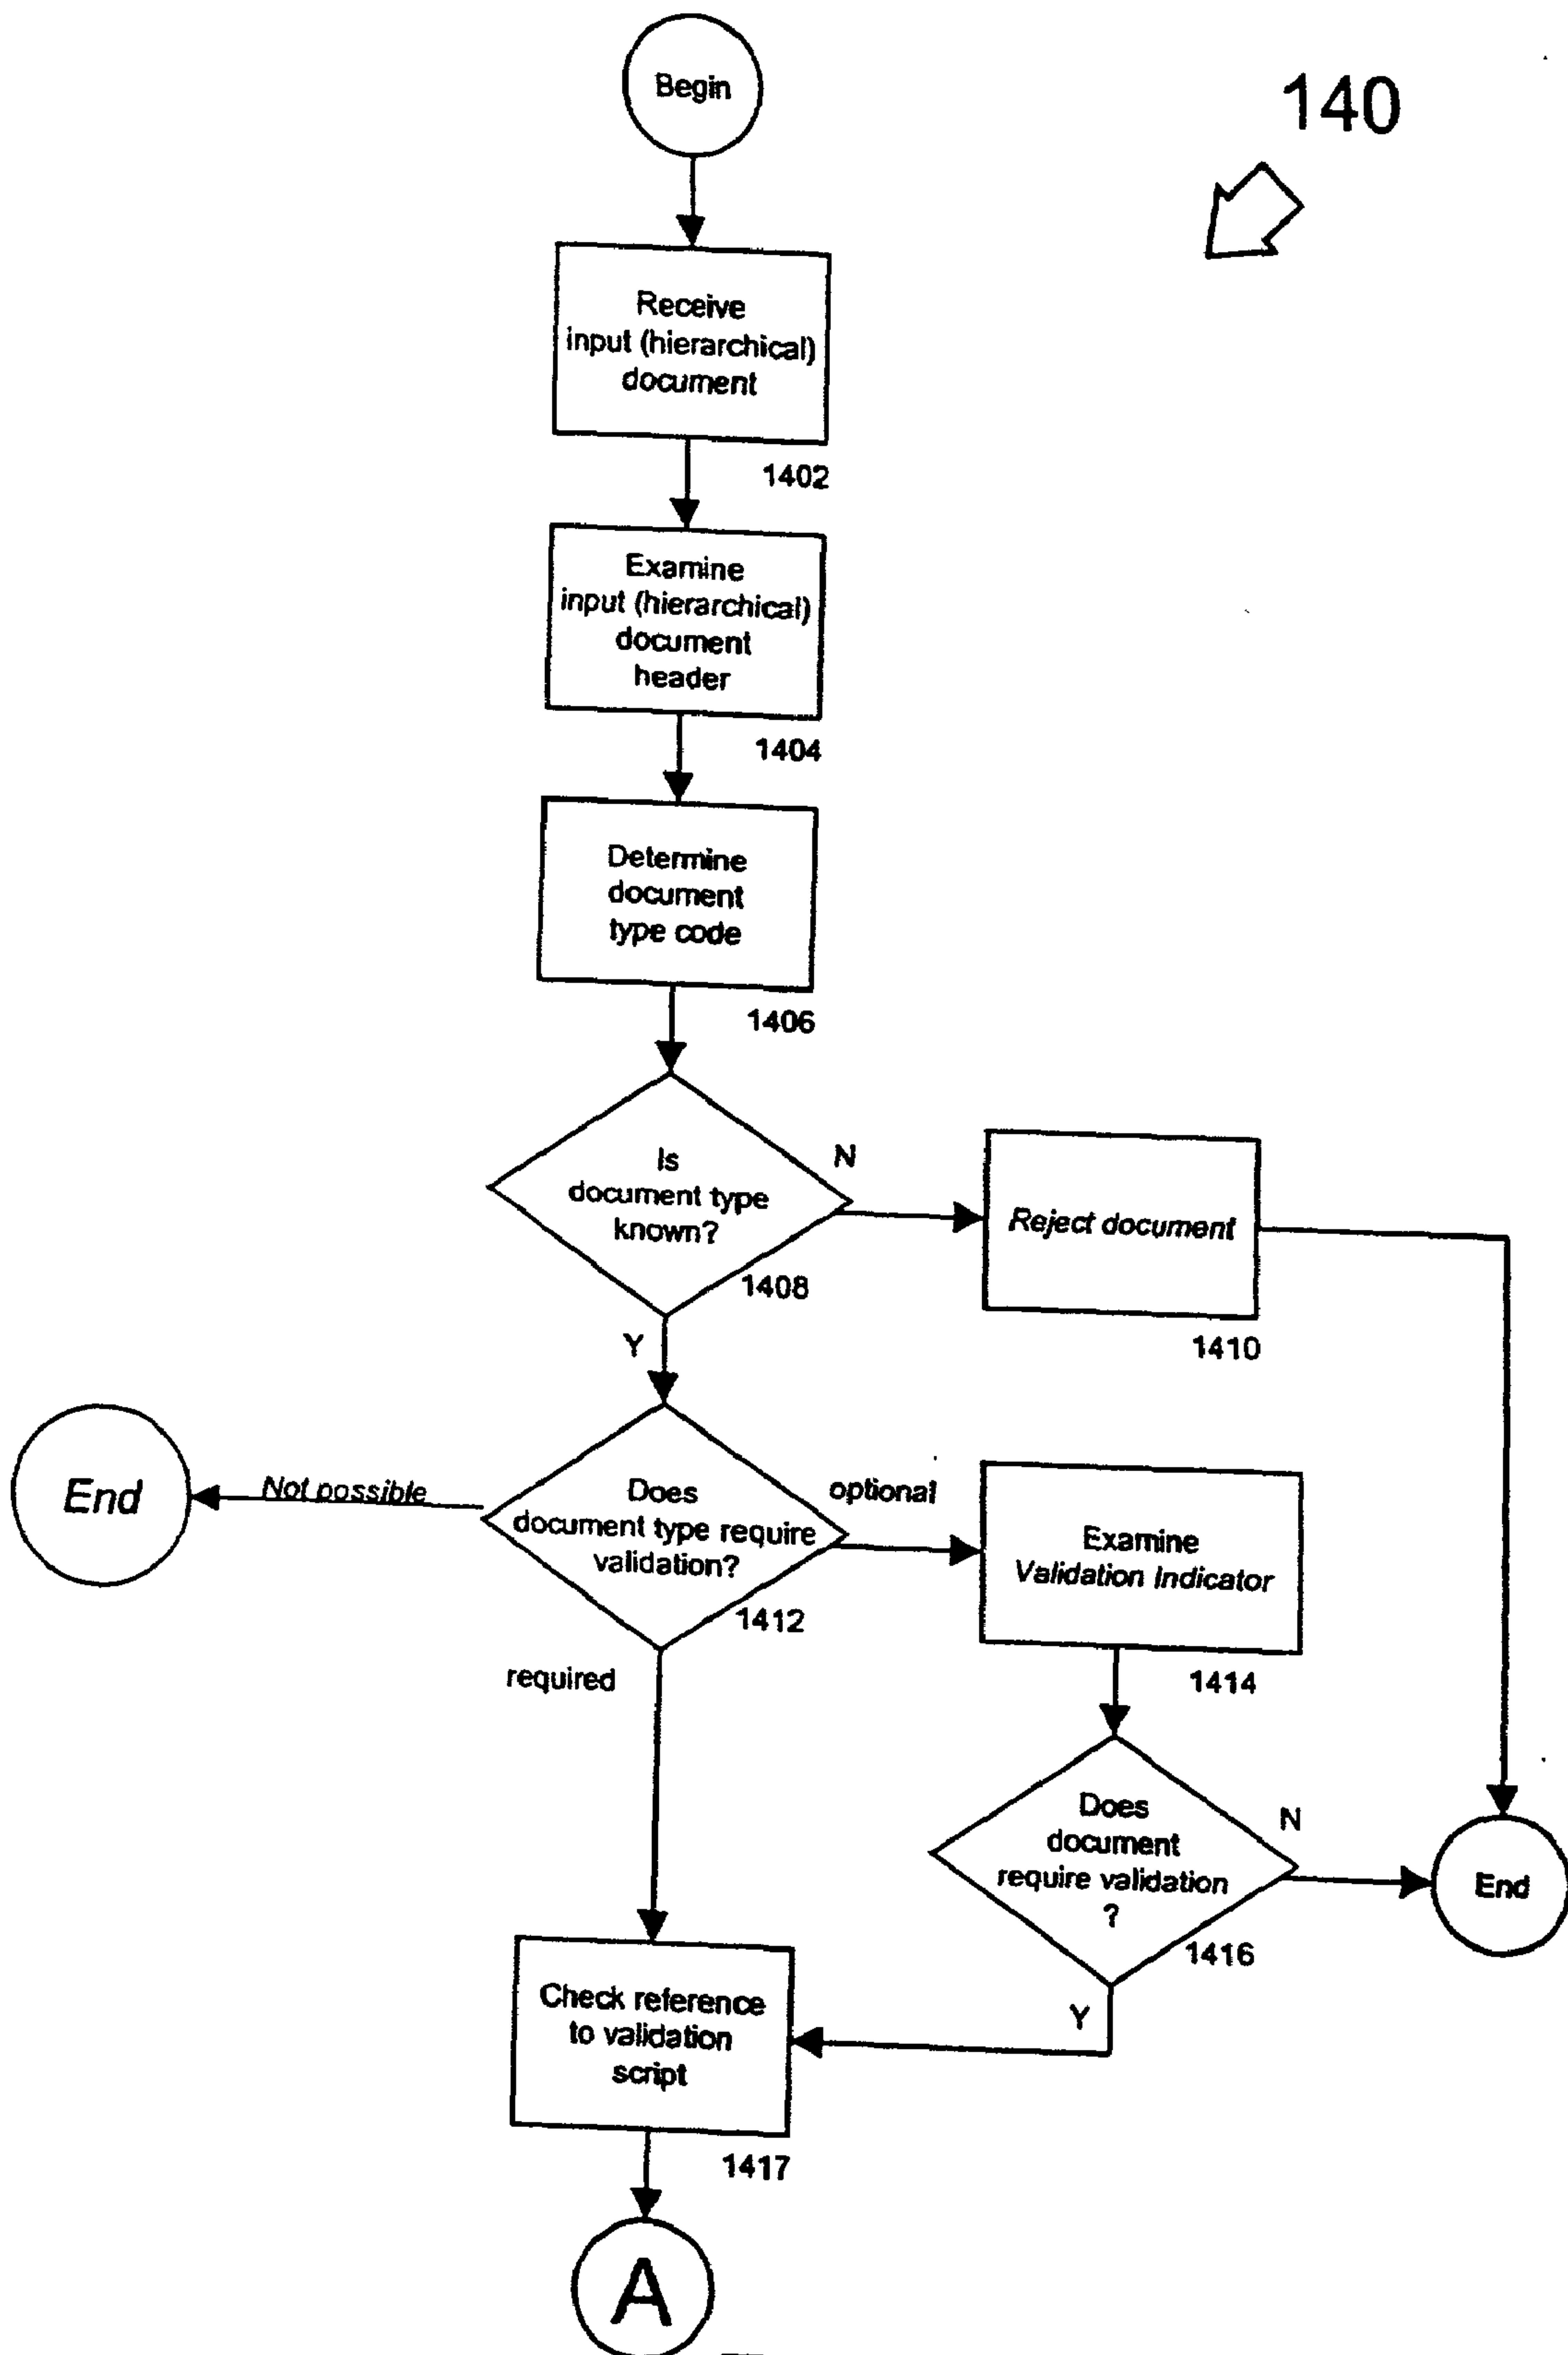 Begin
140
Receive
input (hierarchical)
document
1402
Examine
input (hierarchical)
document
header
1404
Determine
document
type code
1406
Is
document type
known?
N
1408
Reject document
1410
Y
End
Not possible
Does
document type require
validation?
optional
1412
Examine
Validation Indicator
1414
required
Does
document
require validation
?
N
1416
End
Y
Check reference
to validation
script
1417
A